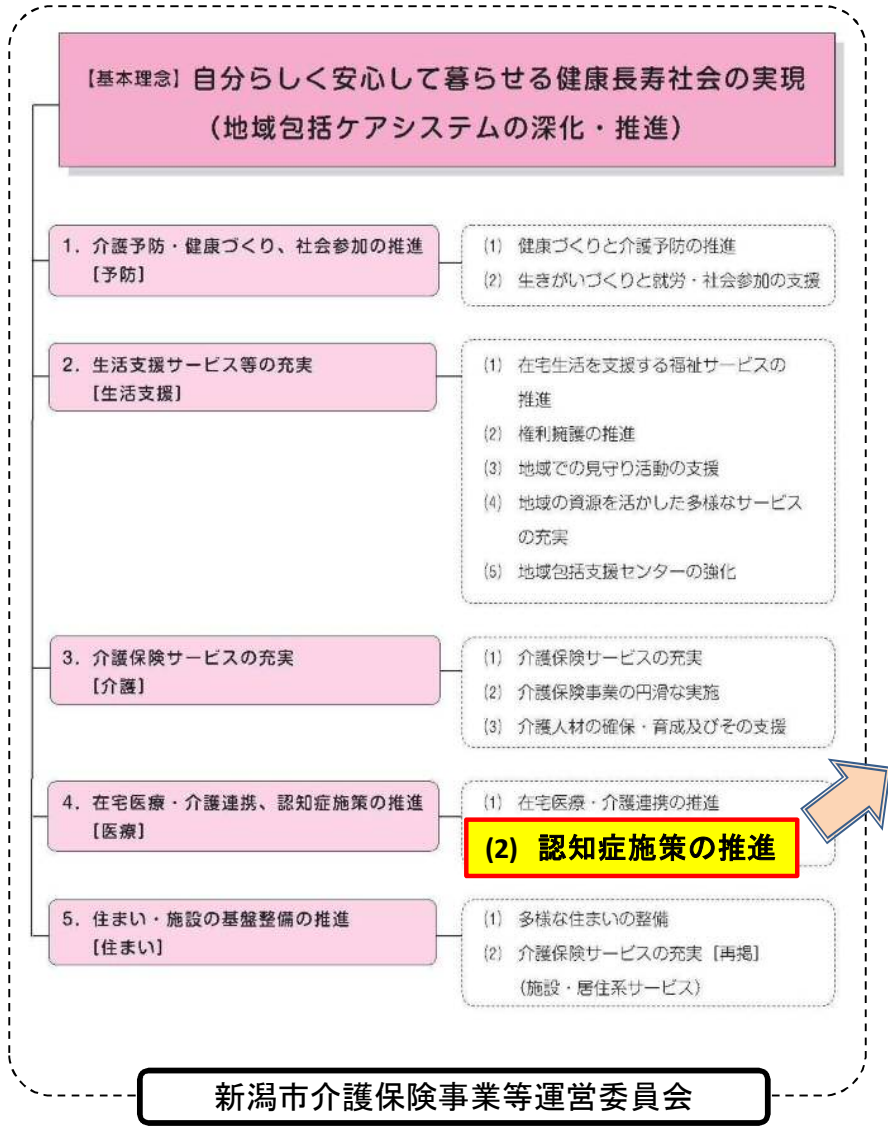 【基本理念】自分らしく安心して暮らせる健康長寿社会の実現
（地域包括ケアシステムの深化・推進）
1. 介護予防・健康づくり、社会参加の推進
［予防］
(1) 健康づくりと介護予防の推進
(2) 生きがいづくりと就労・社会参加の支援
2. 生活支援サービス等の充実
［生活支援］
(1) 在宅生活を支援する福祉サービスの
推進
(2) 権利擁護の推進
(3) 地域での見守り活動の支援
(4) 地域の資源を活かした多様なサービス
の充実
(5) 地域包括支援センターの強化
3. 介護保険サービスの充実
［介護］
(1) 介護保険サービスの充実
(2) 介護保険事業の円滑な実施
(3) 介護人材の確保・育成及びその支援
4. 在宅医療・介護連携、認知症施策の推進
［医療］
(1) 在宅医療・介護連携の推進
(2) 認知症施策の推進
5. 住まい・施設の基盤整備の推進
［住まい］
(1) 多様な住まいの整備
(2) 介護保険サービスの充実［再掲］
（施設・居住系サービス）
新潟市介護保険事業等運営委員会